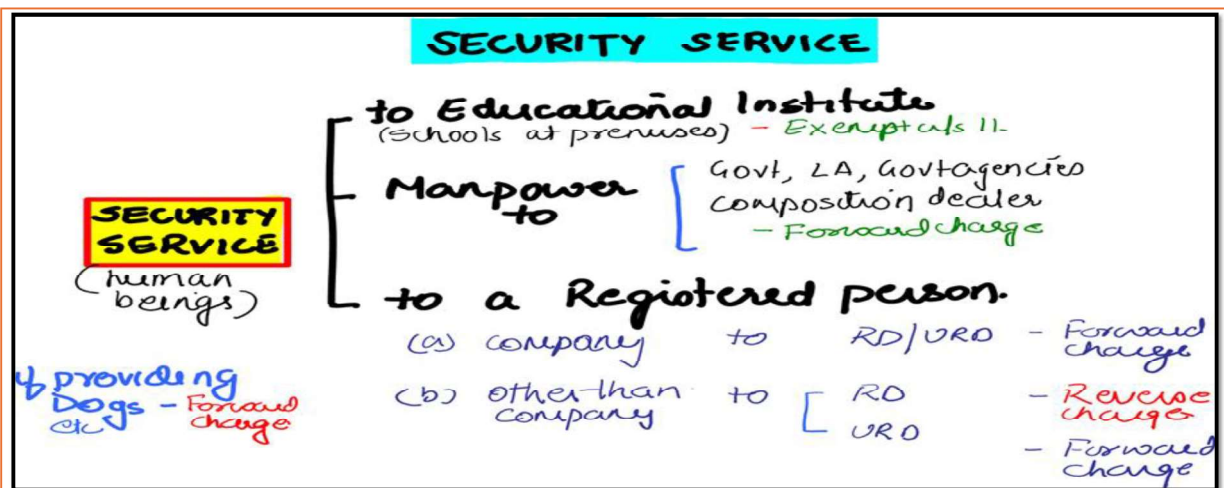 SECURITY SERVICE
to Educational Institute
(Schools at premises) - Exempt u/s 11.
SECURITY
SERVICE
(human
beings)
Manpower
to
Govt, LA, Govt agencies
composition dealer
- Forward charge
to a Registered person.
(a) company to RD/URD - Forward
charge
(b) other than
company
to
RD - Reverse
charge
URD - Forward
charge
If providing
Dogs - Forward
etc charge